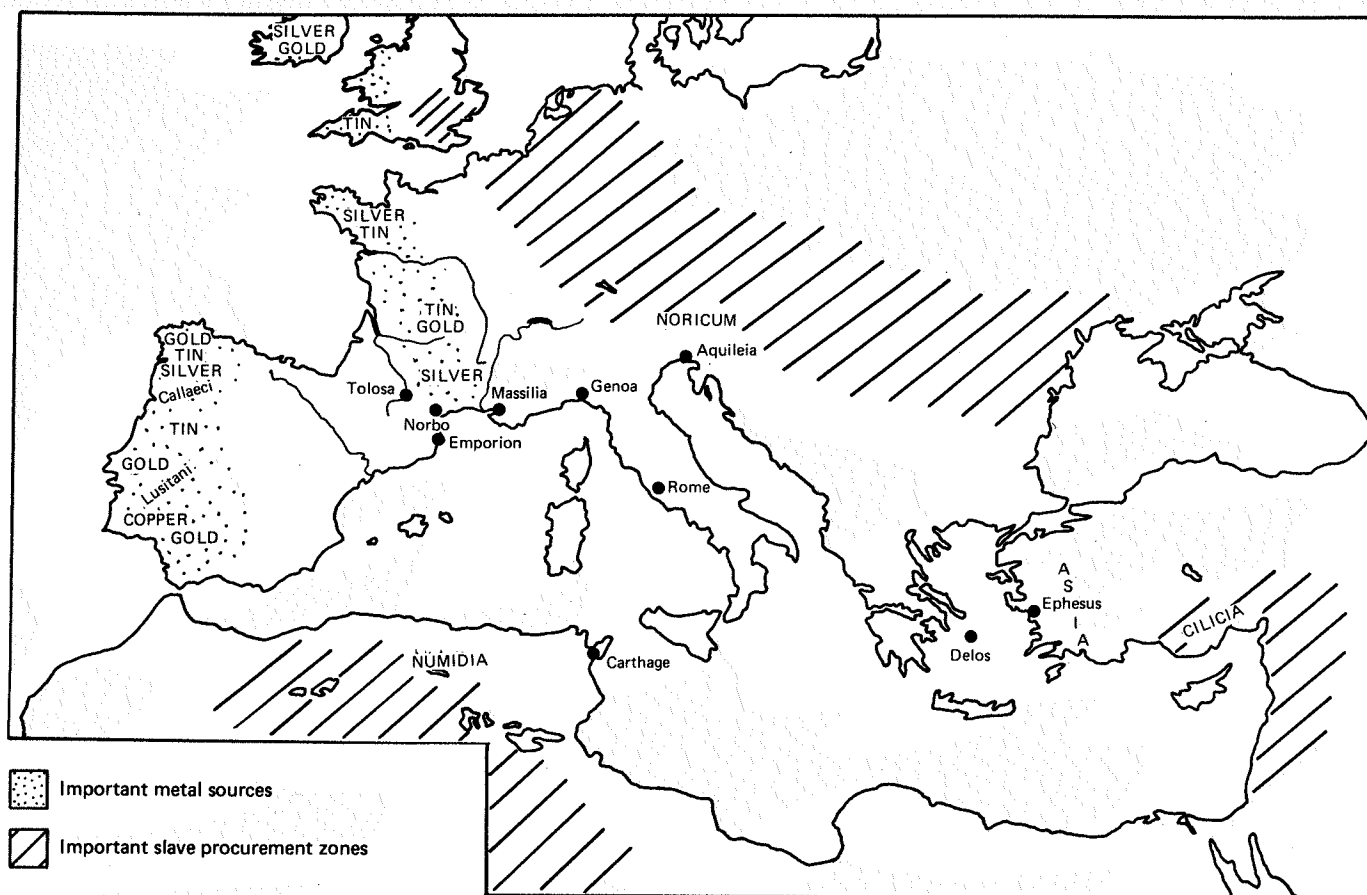 SILVER
GOLD
TIN
SILVER
TIN
TIN
GOLD
NORICUM
Aquileia
GOLD
TIN
SILVER
Callaeci
SILVER
Tolosa
Massilia
Genoa
Norbo
Emporion
TIN
GOLD
Lusitani
Rome
COPPER
GOLD
ASIA
Ephesus
CILICIA
Delos
NUMIDIA
Carthage
Important metal sources
Important slave procurement zones